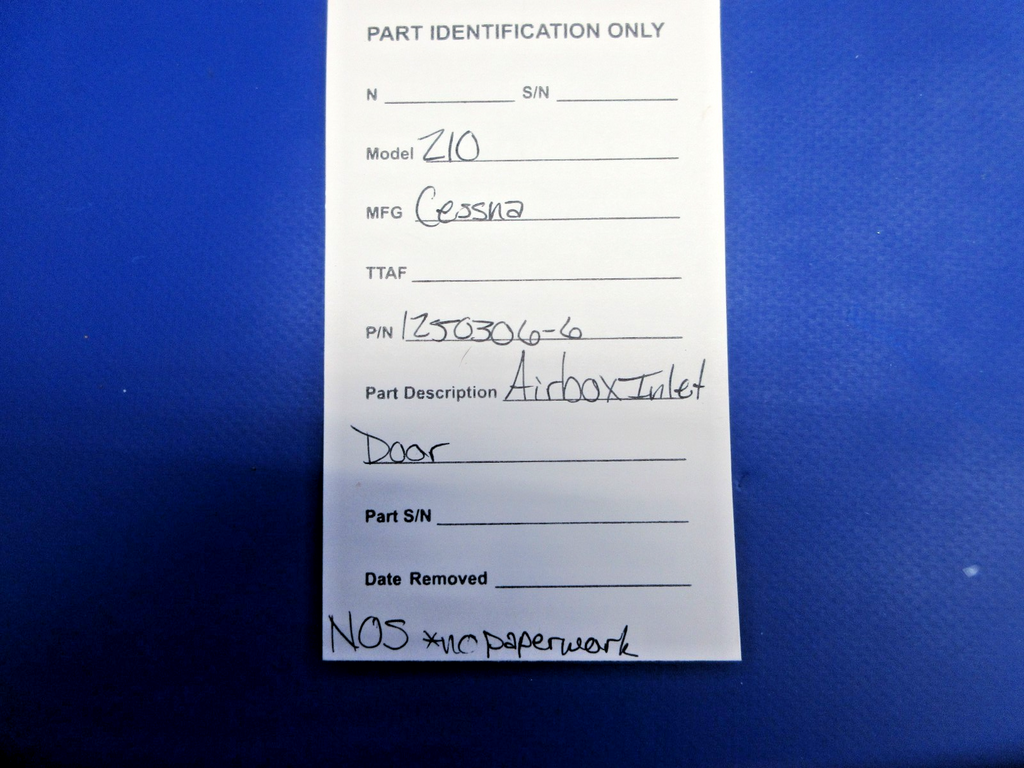 PART IDENTIFICATION ONLY
N S/N
Model 210
MFG Cessna
TTAF
P/N 1250306-6
Part Description Airbox Inlet
Door
Part S/N
Date Removed
NOS *no paperwork